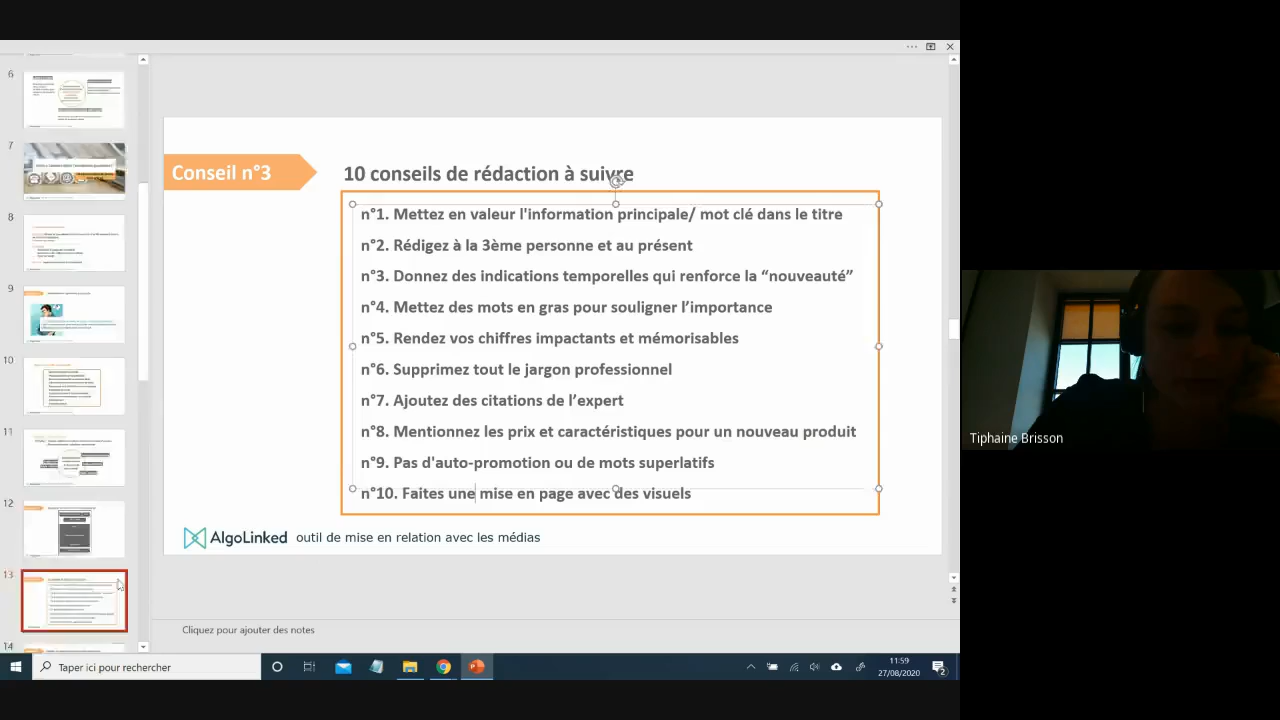 6
7
8
9
10
11
12
13
14
Conseil n°3
10 conseils de rédaction à suivre
n°1. Mettez en valeur l'information principale/ mot clé dans le titre
n°2. Rédigez à la 3ème personne et au présent
n°3. Donnez des indications temporelles qui renforce la “nouveauté”
n°4. Mettez des mots en gras pour souligner l’importance
n°5. Rendez vos chiffres impactants et mémorisables
n°6. Supprimez tout le jargon professionnel
n°7. Ajoutez des citations de l’expert
n°8. Mentionnez les prix et caractéristiques pour un nouveau produit
n°9. Pas d'auto-promotion ou de mots superlatifs
n°10. Faites une mise en page avec des visuels
AlgoLinked outil de mise en relation avec les médias
Cliquez pour ajouter des notes
Tiphaine Brisson
Taper ici pour rechercher
11:59
27/08/2020
2